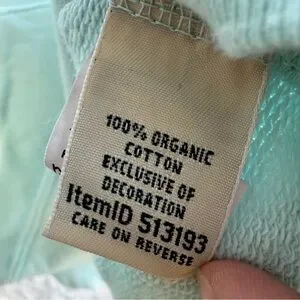 100% ORGANIC
COTTON
EXCLUSIVE OF
DECORATION
ItemID 513193
CARE ON REVERSE